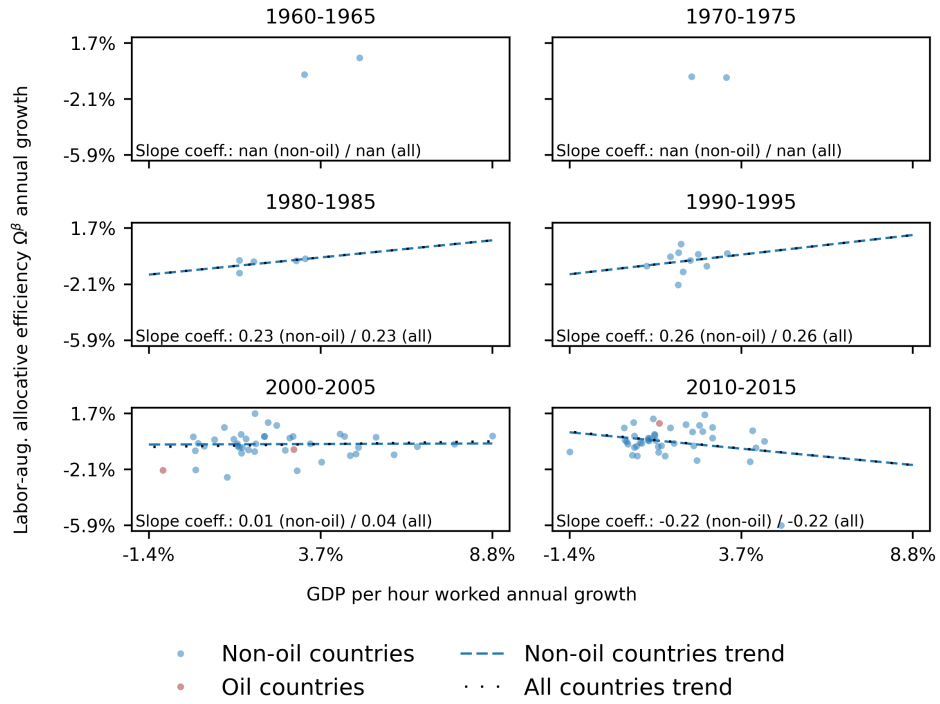 1960-1965
1970-1975
1.7%
-2.1%
-5.9%
Slope coeff.: nan (non-oil) / nan (all)
Slope coeff.: nan (non-oil) / nan (all)
1980-1985
1990-1995
1.7%
-2.1%
-5.9%
Slope coeff.: 0.23 (non-oil) / 0.23 (all)
Slope coeff.: 0.26 (non-oil) / 0.26 (all)
2000-2005
2010-2015
1.7%
-2.1%
-5.9%
Slope coeff.: 0.01 (non-oil) / 0.04 (all)
Slope coeff.: -0.22 (non-oil) / -0.22 (all)
-1.4%
3.7%
8.8%
-1.4%
3.7%
8.8%
Labor-aug. allocative efficiency Ω^β annual growth
GDP per hour worked annual growth
Non-oil countries
Non-oil countries trend
Oil countries
All countries trend